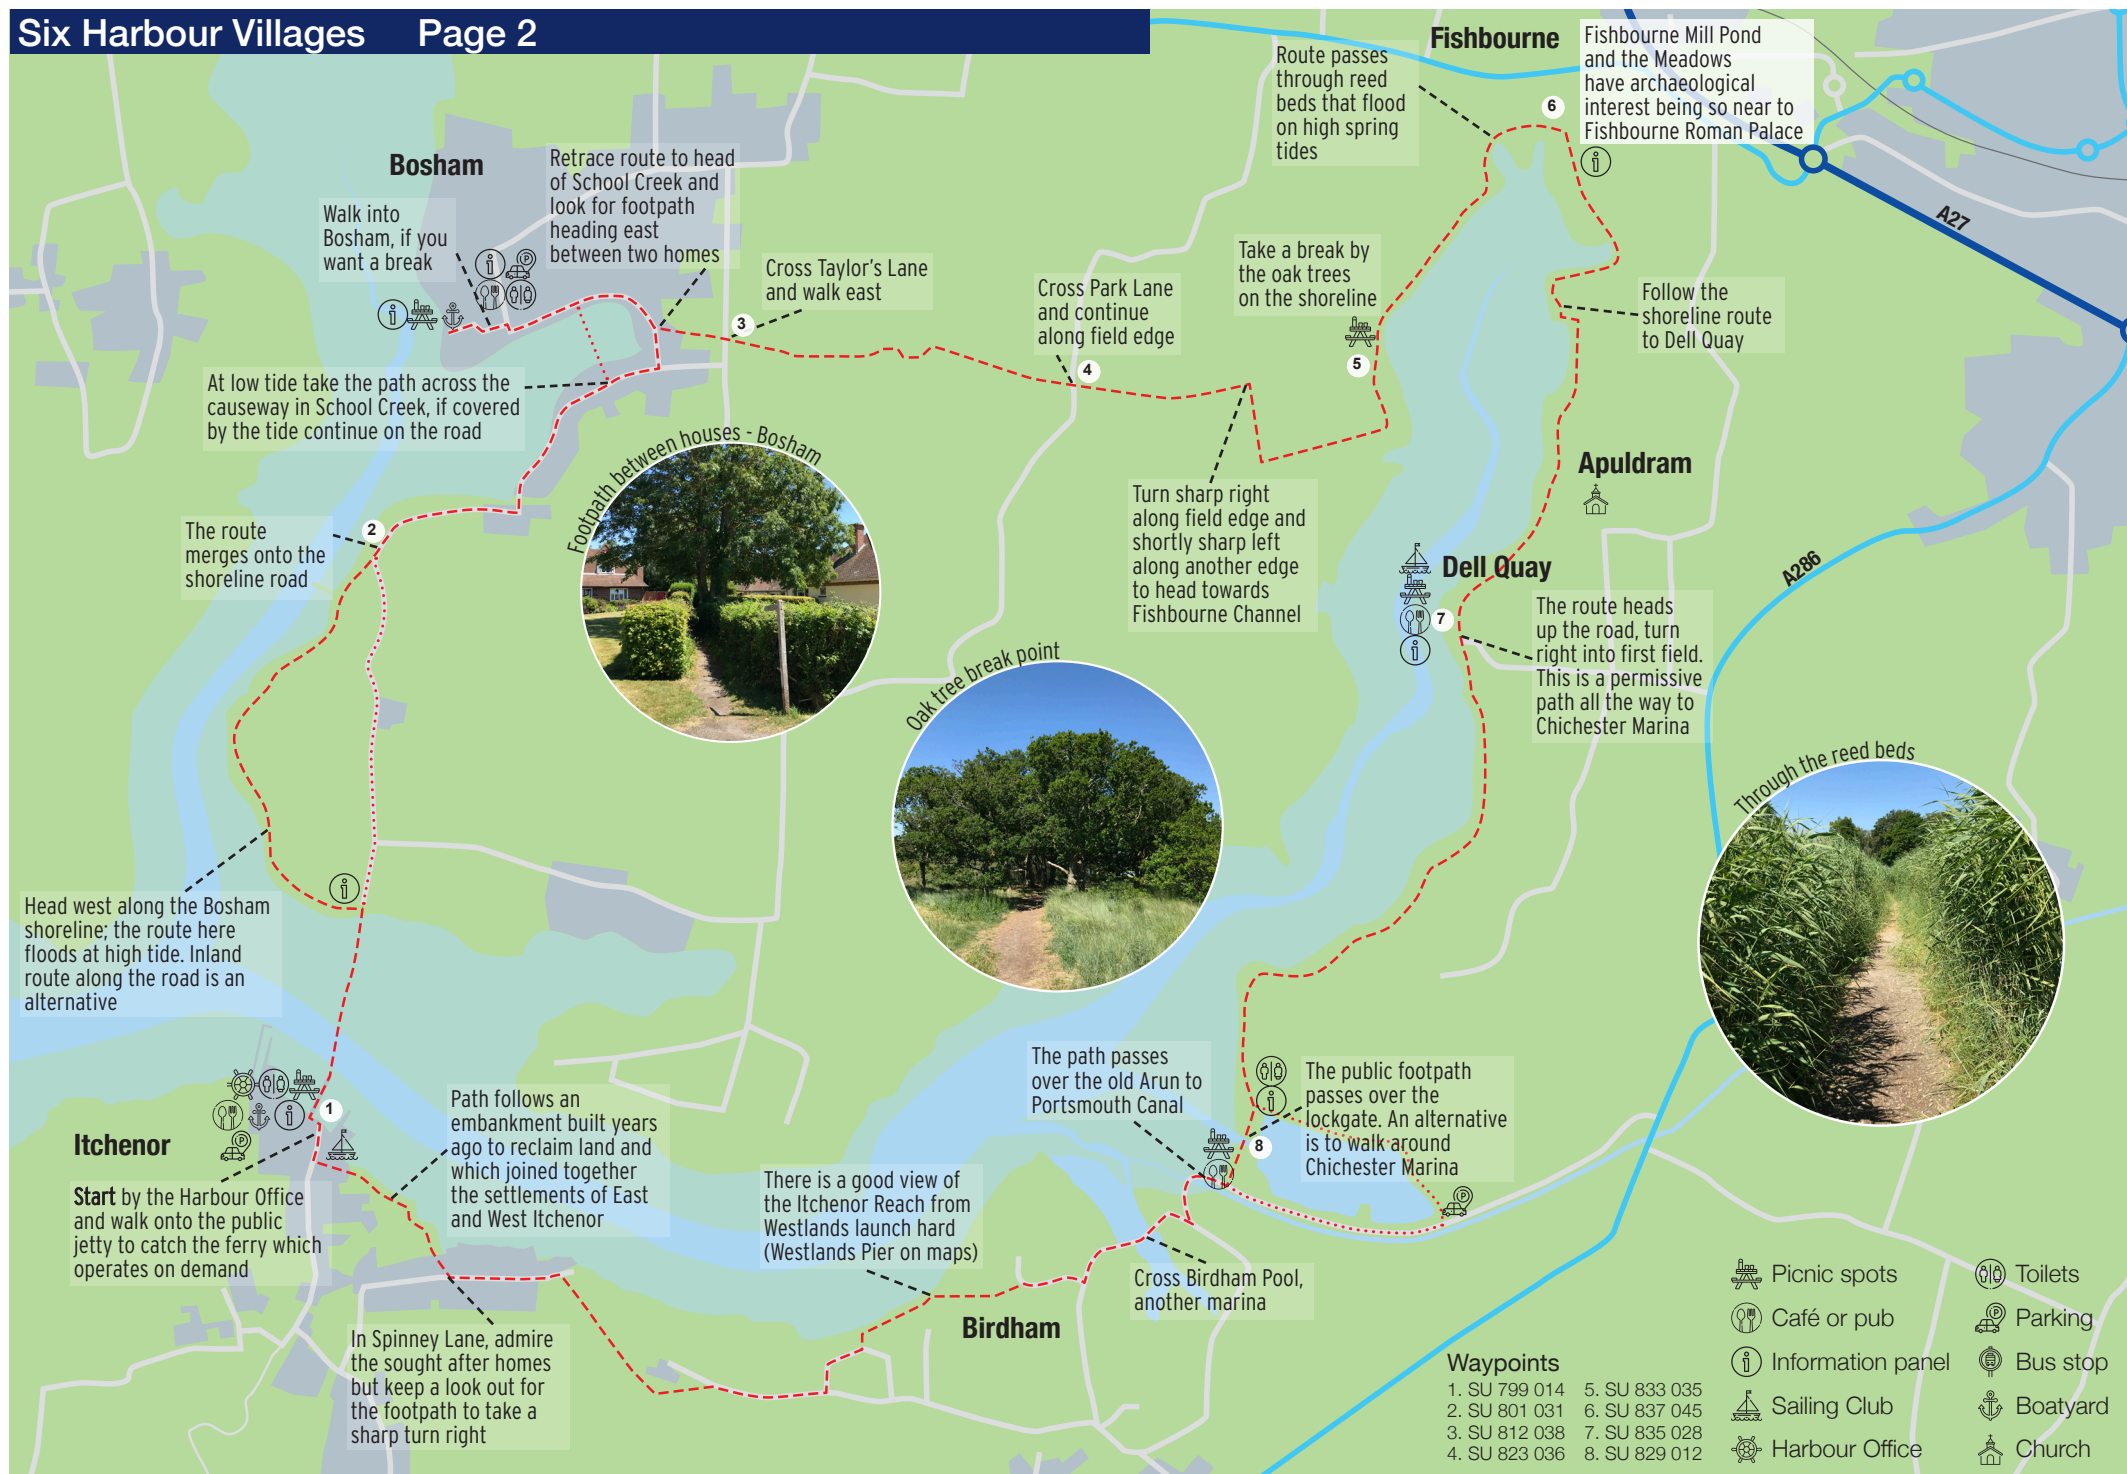 Six Harbour Villages Page 2
Fishbourne
Fishbourne Mill Pond
and the Meadows
have archaeological
interest being so near to
Fishbourne Roman Palace
Route passes
through reed
beds that flood
on high spring
tides
6
A27
Bosham
Retrace route to head
of School Creek and
look for footpath
heading east
between two homes
Walk into
Bosham, if you
want a break
Cross Taylor's Lane
and walk east
3
Cross Park Lane
and continue
along field edge
4
Take a break by
the oak trees
on the shoreline
5
Follow the
shoreline route
to Dell Quay
At low tide take the path across the
causeway in School Creek, if covered
by the tide continue on the road
Footpath between houses - Bosham
Turn sharp right
along field edge and
shortly sharp left
along another edge
to head towards
Fishbourne Channel
Apuldram
The route
merges onto the
shoreline road
2
Dell Quay
7
A286
The route heads
up the road, turn
right into first field.
This is a permissive
path all the way to
Chichester Marina
Oak tree break point
Through the reed beds
Head west along the Bosham
shoreline; the route here
floods at high tide. Inland
route along the road is an
alternative
The path passes
over the old Arun to
Portsmouth Canal
The public footpath
passes over the
lockgate. An alternative
is to walk around
Chichester Marina
8
Itchenor
1
Start by the Harbour Office
and walk onto the public
jetty to catch the ferry which
operates on demand
Path follows an
embankment built years
ago to reclaim land and
which joined together
the settlements of East
and West Itchenor
There is a good view of
the Itchenor Reach from
Westlands launch hard
(Westlands Pier on maps)
Cross Birdham Pool,
another marina
Birdham
In Spinney Lane, admire
the sought after homes
but keep a look out for
the footpath to take a
sharp turn right
Waypoints
1. SU 799 014 5. SU 833 035
2. SU 801 031 6. SU 837 045
3. SU 812 038 7. SU 835 028
4. SU 823 036 8. SU 829 012
Picnic spots
Café or pub
Information panel
Sailing Club
Harbour Office
Toilets
Parking
Bus stop
Boatyard
Church